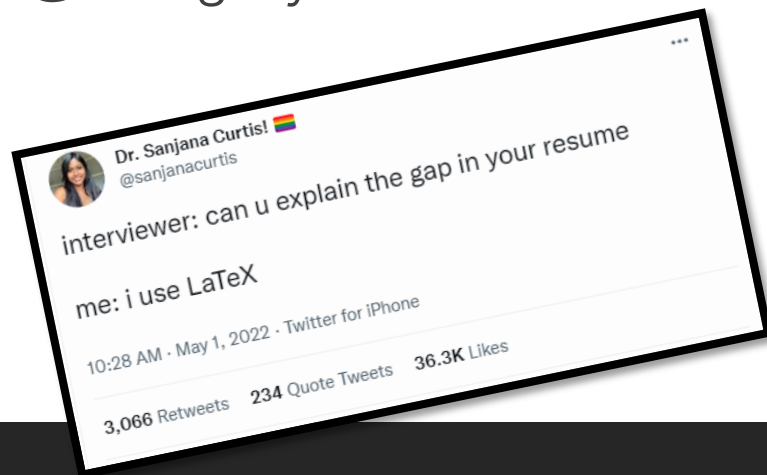 ...
Dr. Sanjana Curtis! 🏳️‍🌈
@sanjanacurtis
interviewer: can u explain the gap in your resume
me: i use LaTeX
10:28 AM · May 1, 2022 · Twitter for iPhone
3,066 Retweets 234 Quote Tweets 36.3K Likes